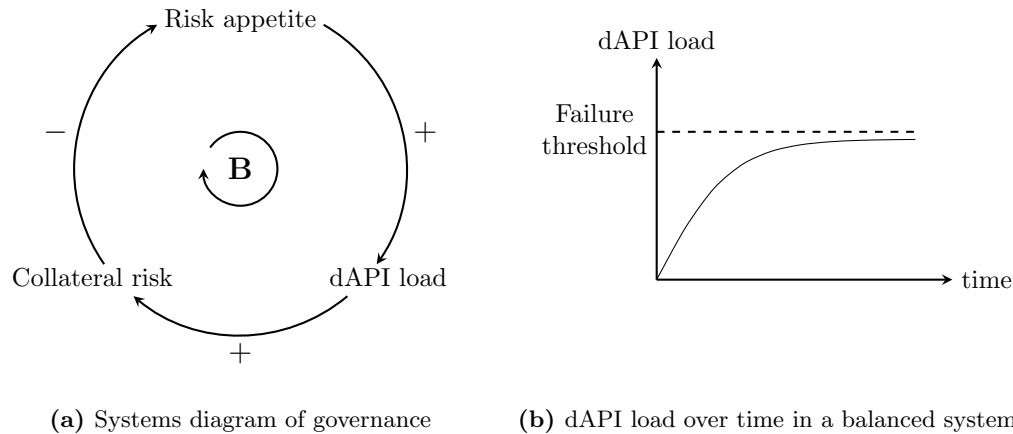 Risk appetite
−
+
B
Collateral risk
dAPI load
+
(a) Systems diagram of governance
dAPI load
Failure
threshold
time
(b) dAPI load over time in a balanced system